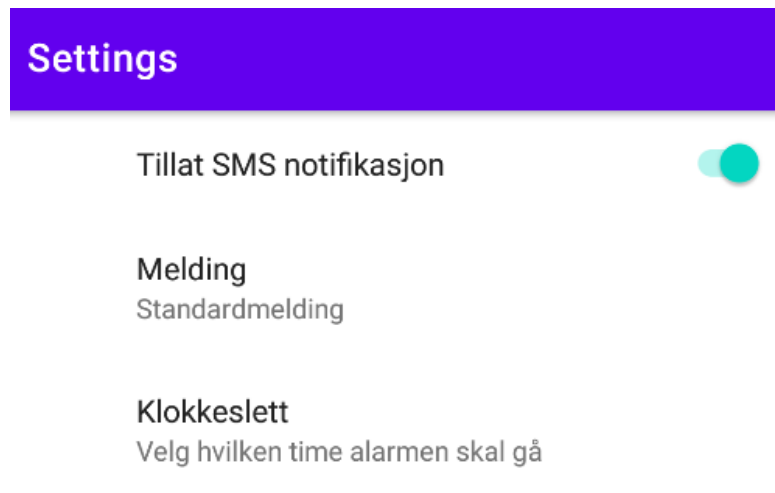 Settings
Tillat SMS notifikasjon
Melding
Standardmelding
Klokkeslett
Velg hvilken time alarmen skal gå